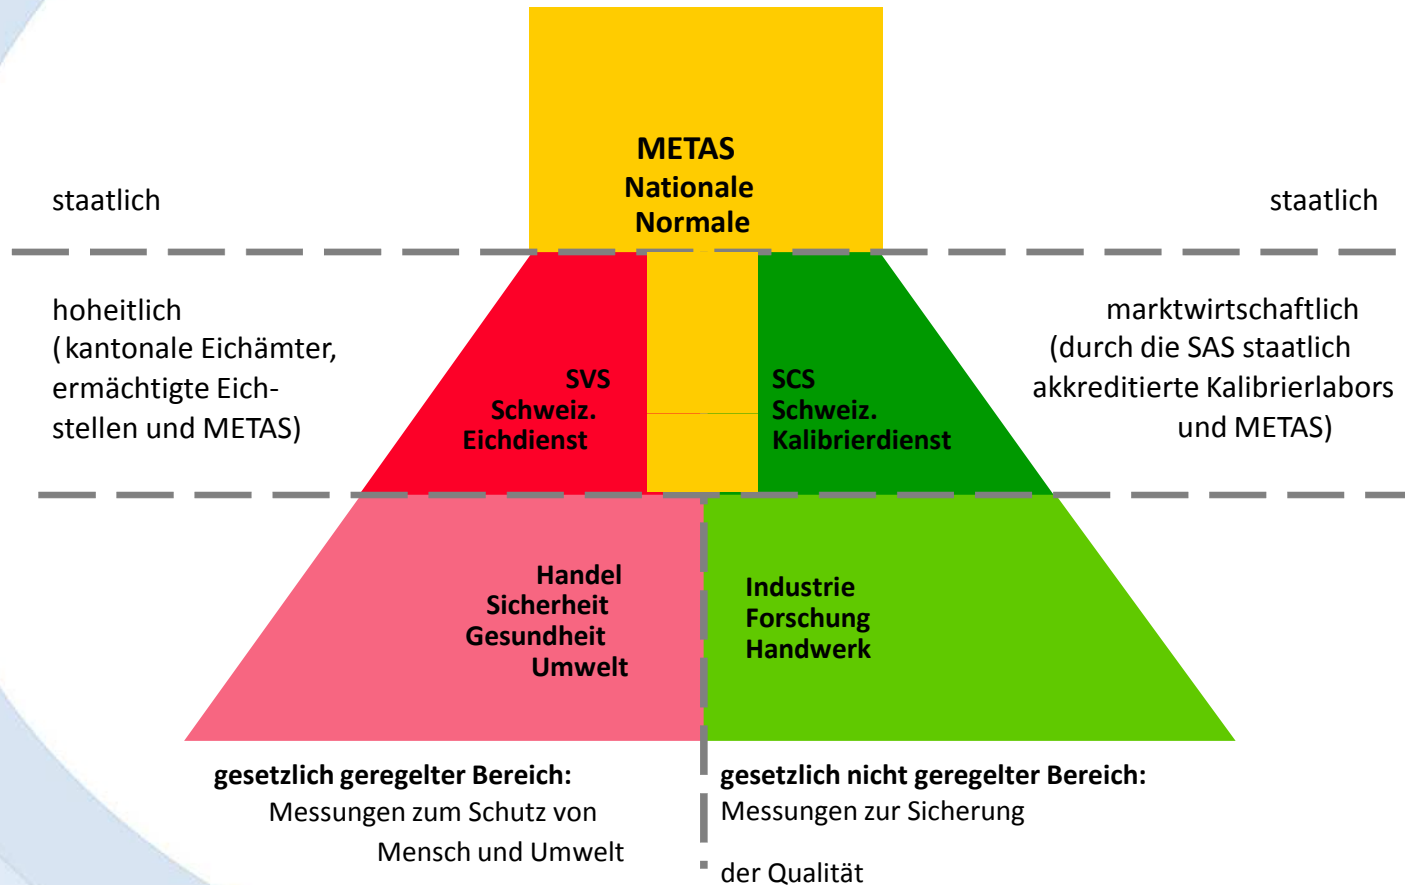 METAS
Nationale
Normale
staatlich
staatlich
hoheitlich
(kantonale Eichämter,
ermächtigte Eich-
stellen und METAS)
SVS
Schweiz.
Eichdienst
SCS
Schweiz.
Kalibrierdienst
marktwirtschaftlich
(durch die SAS staatlich
akkreditierte Kalibrierlabors
und METAS)
Handel
Sicherheit
Gesundheit
Umwelt
Industrie
Forschung
Handwerk
gesetzlich geregelter Bereich:
Messungen zum Schutz von
Mensch und Umwelt
gesetzlich nicht geregelter Bereich:
Messungen zur Sicherung
der Qualität